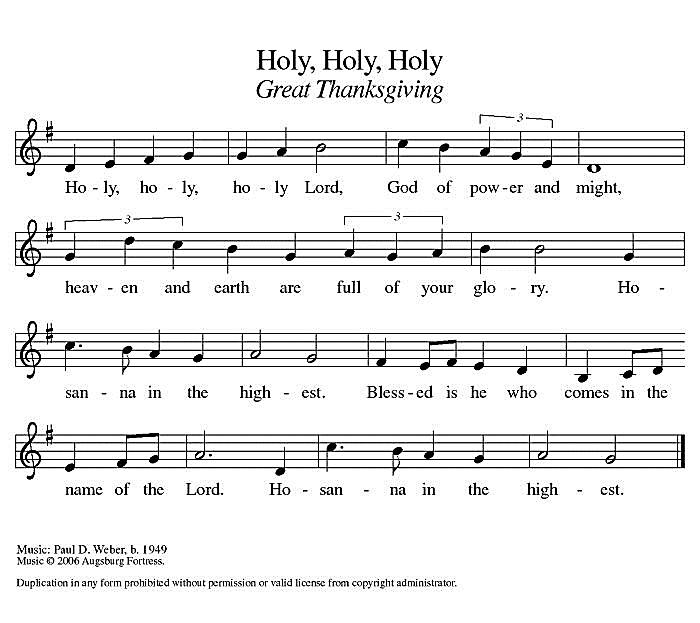 Holy, Holy, Holy
Great Thanksgiving
3
Ho - ly, ho - ly, ho - ly Lord, God of pow - er and might,
3 3
heav - en and earth are full of your glo - ry. Ho -
san - na in the high - est. Bless - ed is he who comes in the
name of the Lord. Ho - san - na in the high - est.
Music: Paul D. Weber, b. 1949
Music © 2006 Augsburg Fortress.
Duplication in any form prohibited without permission or valid license from copyright administrator.